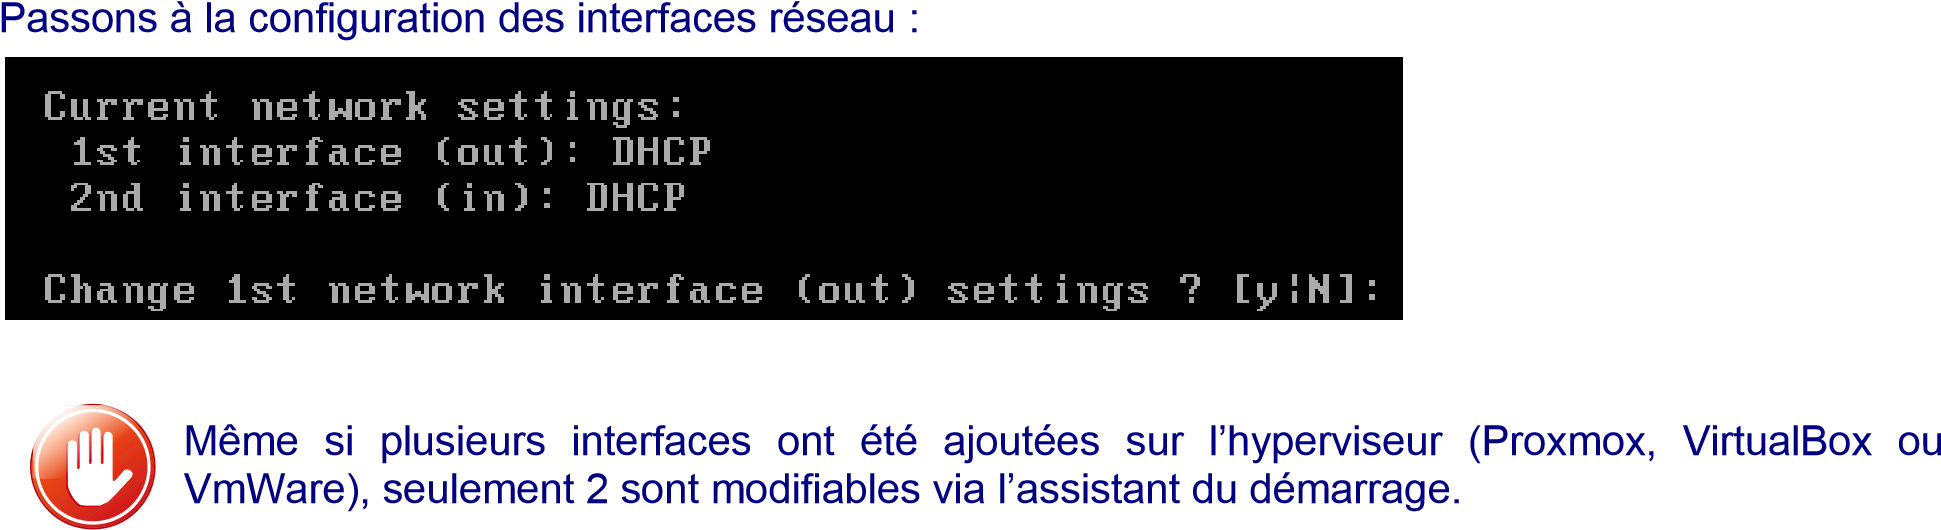 Passons à la configuration des interfaces réseau :
Current network settings:
1st interface (out): DHCP
2nd interface (in): DHCP
Change 1st network interface (out) settings ? [y¦N]:
Même si plusieurs interfaces ont été ajoutées sur l’hyperviseur (Proxmox, VirtualBox ou
VmWare), seulement 2 sont modifiables via l’assistant du démarrage.